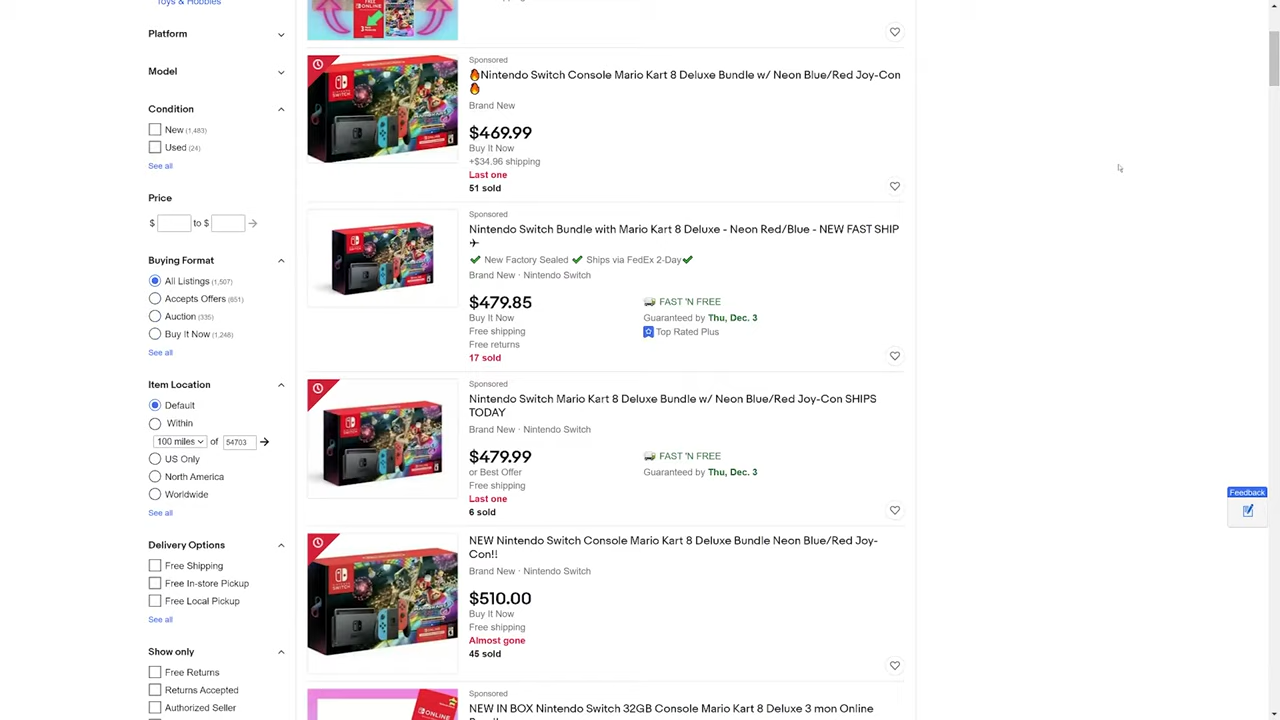 Toys & Hobbies
Platform
Model
Condition
New (1,483)
Used (24)
See all
Price
$ to $
Buying Format
All Listings (1,507)
Accepts Offers (651)
Auction (335)
Buy It Now (1,248)
See all
Item Location
Default
Within
100 miles of 54703
US Only
North America
Worldwide
See all
Delivery Options
Free Shipping
Free In-store Pickup
Free Local Pickup
See all
Show only
Free Returns
Returns Accepted
Authorized Seller
Sponsored
🔥Nintendo Switch Console Mario Kart 8 Deluxe Bundle w/ Neon Blue/Red Joy-Con
🔥
Brand New
$469.99
Buy It Now
+$34.96 shipping
Last one
51 sold
Sponsored
Nintendo Switch Bundle with Mario Kart 8 Deluxe - Neon Red/Blue - NEW FAST SHIP
✈
✔ New Factory Sealed ✔ Ships via FedEx 2-Day✔
Brand New · Nintendo Switch
$479.85
Buy It Now
Free shipping
Free returns
17 sold
FAST 'N FREE
Guaranteed by Thu, Dec. 3
Top Rated Plus
Sponsored
Nintendo Switch Mario Kart 8 Deluxe Bundle w/ Neon Blue/Red Joy-Con SHIPS
TODAY
Brand New · Nintendo Switch
$479.99
or Best Offer
Free shipping
Last one
6 sold
FAST 'N FREE
Guaranteed by Thu, Dec. 3
NEW Nintendo Switch Console Mario Kart 8 Deluxe Bundle Neon Blue/Red Joy-
Con!!
Brand New · Nintendo Switch
$510.00
Buy It Now
Free shipping
Almost gone
45 sold
Sponsored
NEW IN BOX Nintendo Switch 32GB Console Mario Kart 8 Deluxe 3 mon Online
Feedback